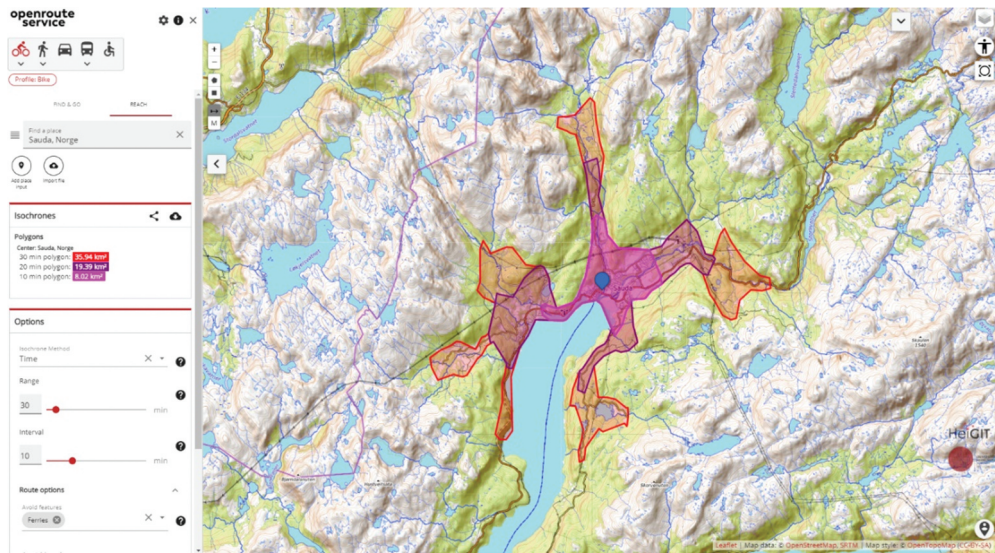 openroute
service
Profile: Bike
FIND & GO
REACH
Find a place
Sauda, Norge
Add place
input
Import file
Isochrones
Polygons
Center: Sauda, Norge
30 min polygon: 35.94 km²
20 min polygon: 19.39 km²
10 min polygon: 8.02 km²
Options
Isochrone Method
Time
Range
30
min
Interval
10
min
Route options
Avoid features
Ferries
+
−
M
Sauda
HeiGIT
Leaflet | Map data: © OpenStreetMap, SRTM | Map style: © OpenTopoMap (CC-BY-SA)